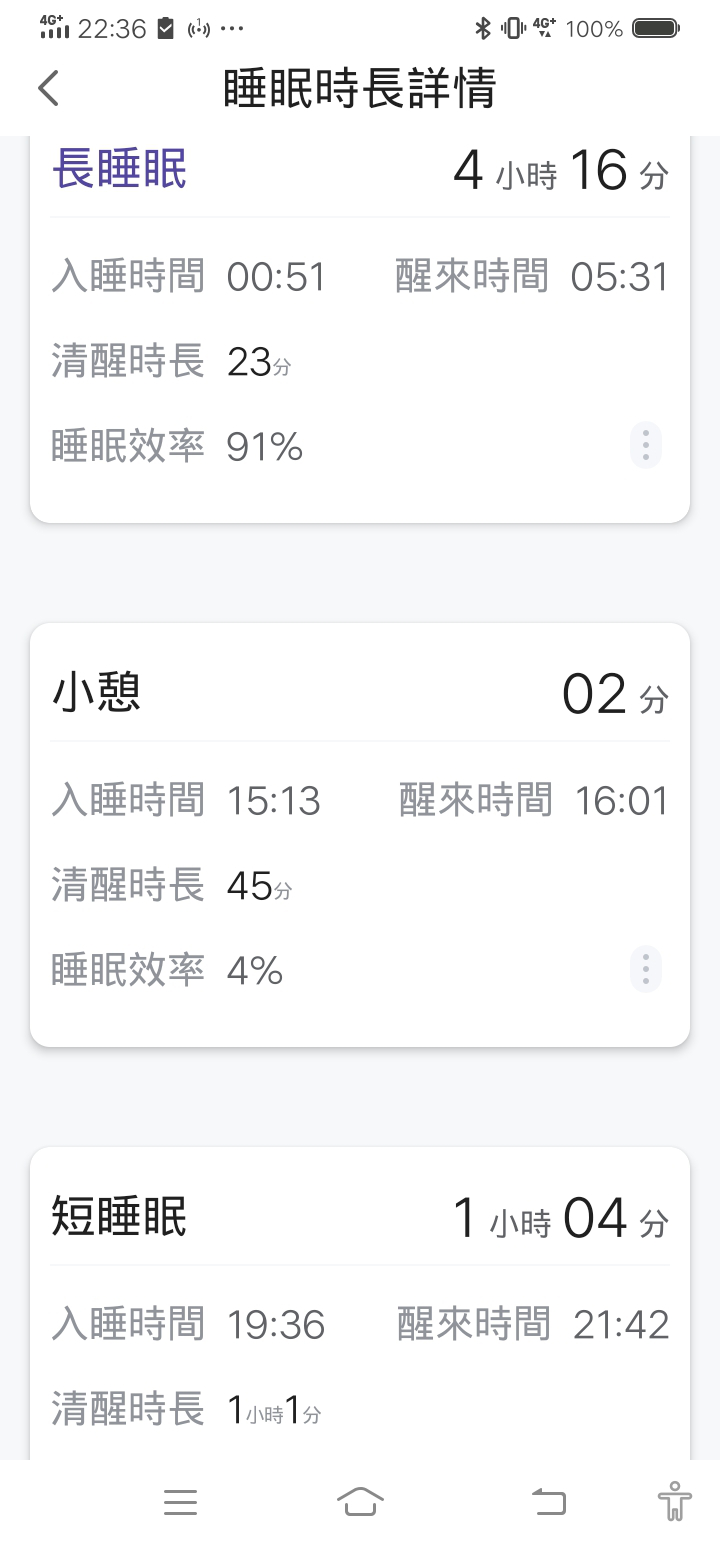 4G+ 22:36 ... 4G+ 100%
睡眠時長詳情
長睡眠 4 小時 16 分
入睡時間 00:51 醒來時間 05:31
清醒時長 23分
睡眠效率 91%
小憩 02 分
入睡時間 15:13 醒來時間 16:01
清醒時長 45分
睡眠效率 4%
短睡眠 1 小時 04 分
入睡時間 19:36 醒來時間 21:42
清醒時長 1小時1分